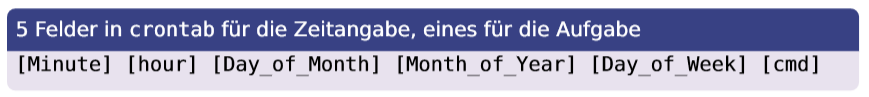 5 Felder in crontab für die Zeitangabe, eines für die Aufgabe
[Minute] [hour] [Day_of_Month] [Month_of_Year] [Day_of_Week] [cmd]